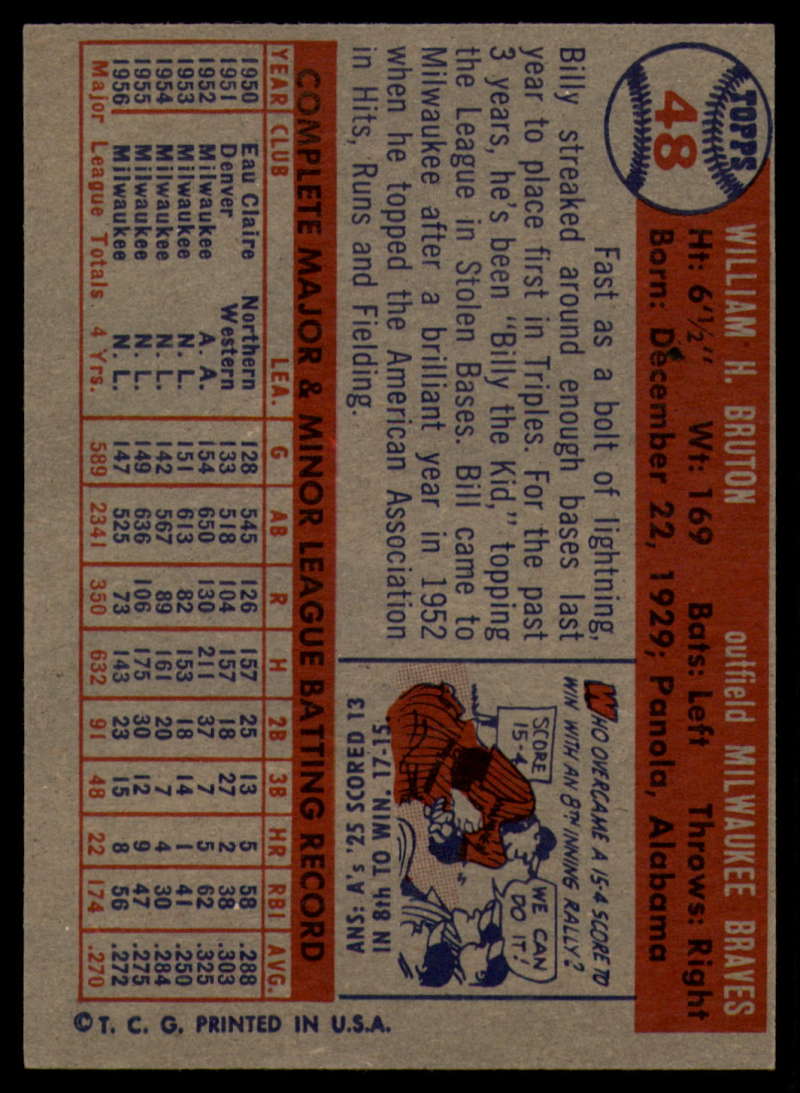 TOPPS
48
WILLIAM H. BRUTON outfield MILWAUKEE BRAVES
Ht: 6'½" Wt: 169 Bats: Left Throws: Right
Born: December 22, 1929; Panola, Alabama
Fast as a bolt of lightning,
Billy streaked around enough bases last
year to place first in Triples. For the past
3 years, he's been "Billy the Kid," topping
the League in Stolen Bases. Bill came to
Milwaukee after a brilliant year in 1952
when he topped the American Association
in Hits, Runs and Fielding.
WHO OVERCAME A 15-4 SCORE TO
WIN WITH AN 8TH INNING RALLY?
SCORE
15-4
WE CAN
DO IT!
ANS: A's '25 SCORED 13
IN 8th TO WIN, 17-15
COMPLETE MAJOR & MINOR LEAGUE BATTING RECORD
YEAR CLUB LEA. G AB R H 2B 3B HR RBI AVG.
1950 Eau Claire Northern 128 545 126 157 25 13 5 58 .288
1951 Denver Western 133 518 104 157 18 27 2 38 .303
1952 Milwaukee A. A. 154 650 130 211 37 7 5 62 .325
1953 Milwaukee N. L. 151 613 82 153 18 14 1 41 .250
1954 Milwaukee N. L. 142 567 89 161 20 7 4 30 .284
1955 Milwaukee N. L. 149 636 106 175 30 12 9 47 .275
1956 Milwaukee N. L. 147 525 73 143 23 15 8 56 .272
Major League Totals 4 Yrs. 589 2341 350 632 91 48 22 174 .270
© T. C. G. PRINTED IN U.S.A.